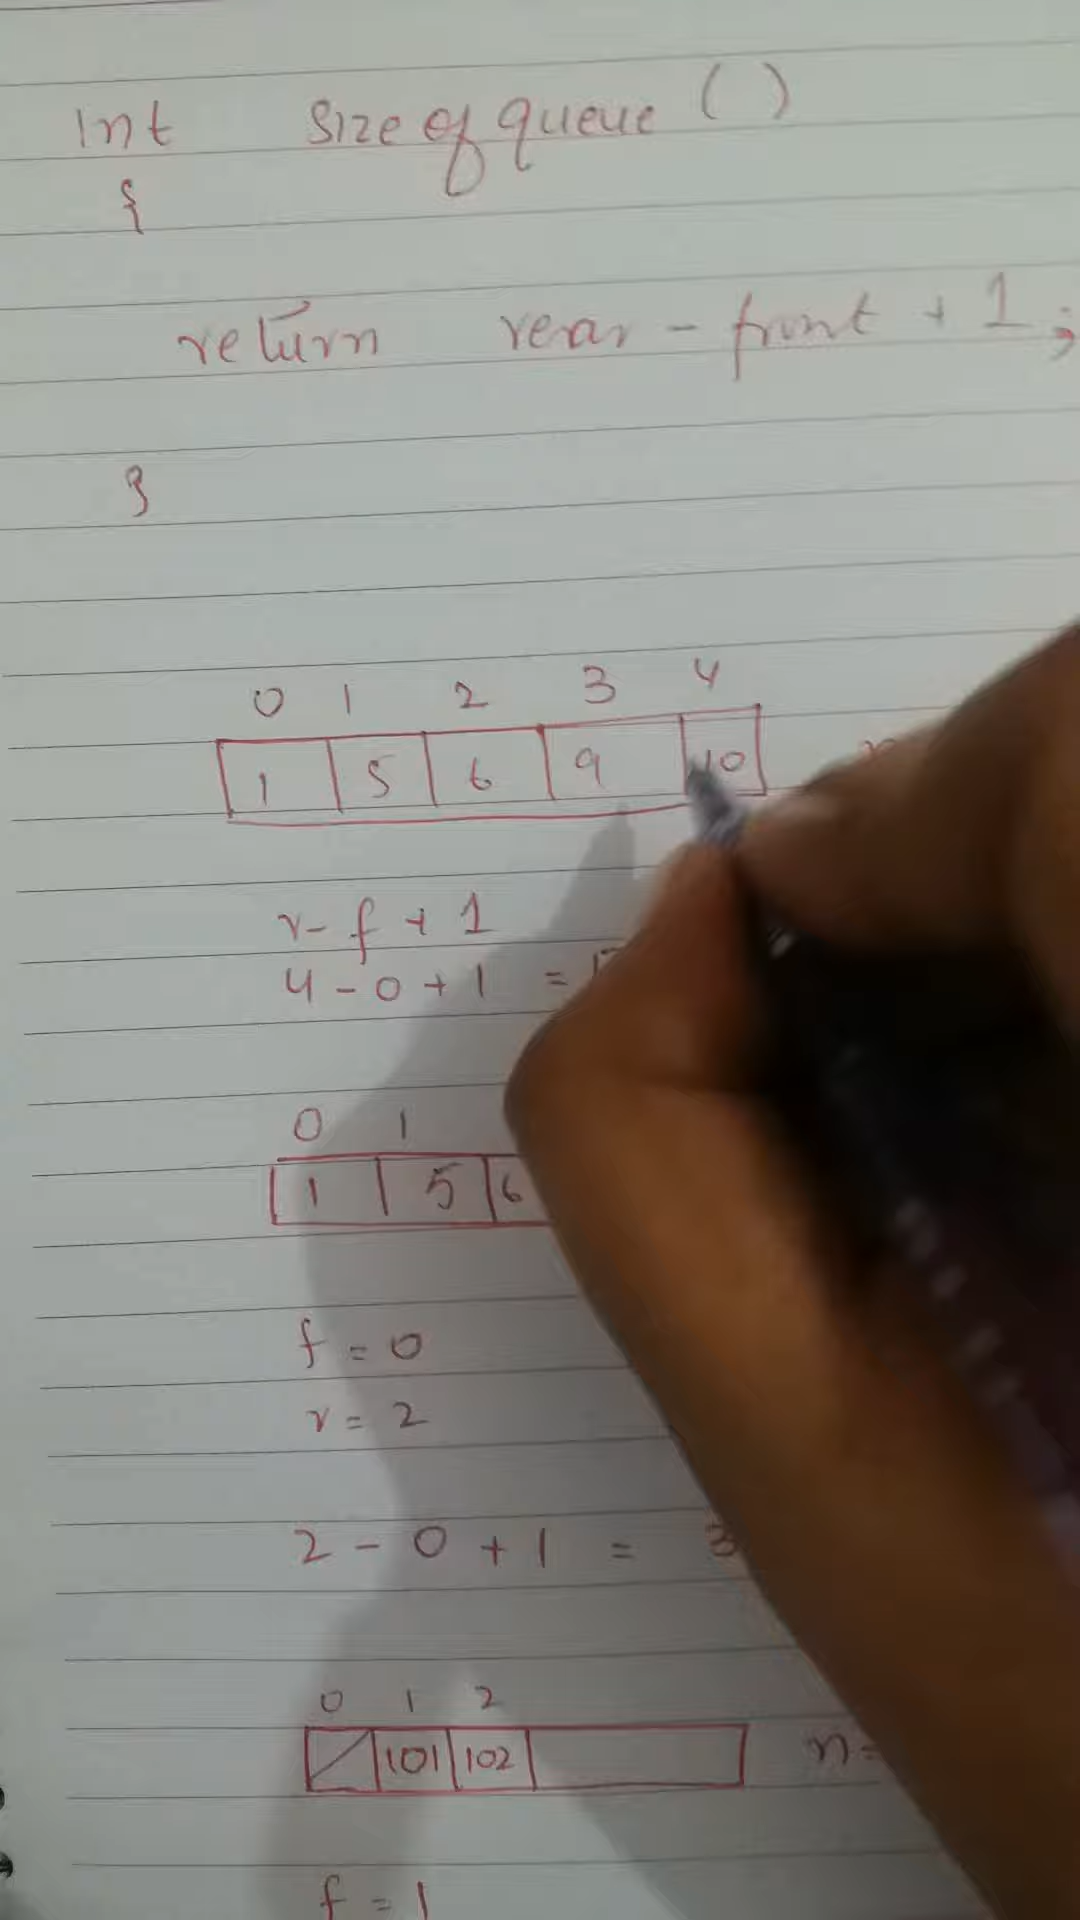 Int size of queue ( )
{
return rear - front + 1 ;
}
0 1 2 3 4
1 5 6 9 10
r - f + 1
4 - 0 + 1 =
0 1
1 5 6
f = 0
r = 2
2 - 0 + 1 = 3
0 1 2
101 102 n =
f = 1